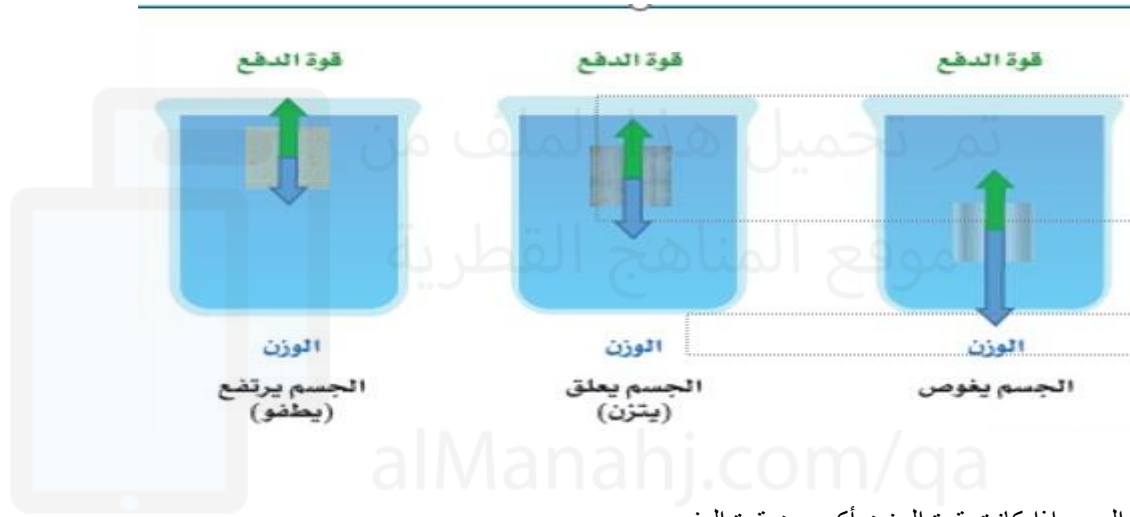 قوة الدفع
قوة الدفع
قوة الدفع
تم تحميل هذا الملف من
موقع المناهج القطرية
الوزن
الوزن
الوزن
الجسم يغوص
الجسم يعلق
(يتزن)
الجسم يرتفع
(يطفو)
alManahj.com/qa